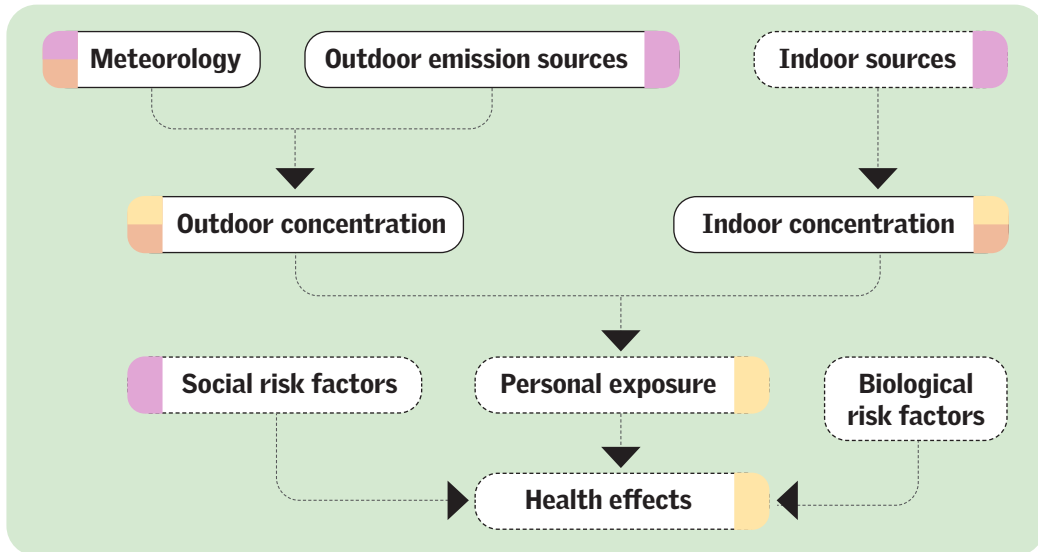 Meteorology
Outdoor emission sources
Indoor sources
Outdoor concentration
Indoor concentration
Social risk factors
Personal exposure
Biological
risk factors
Health effects